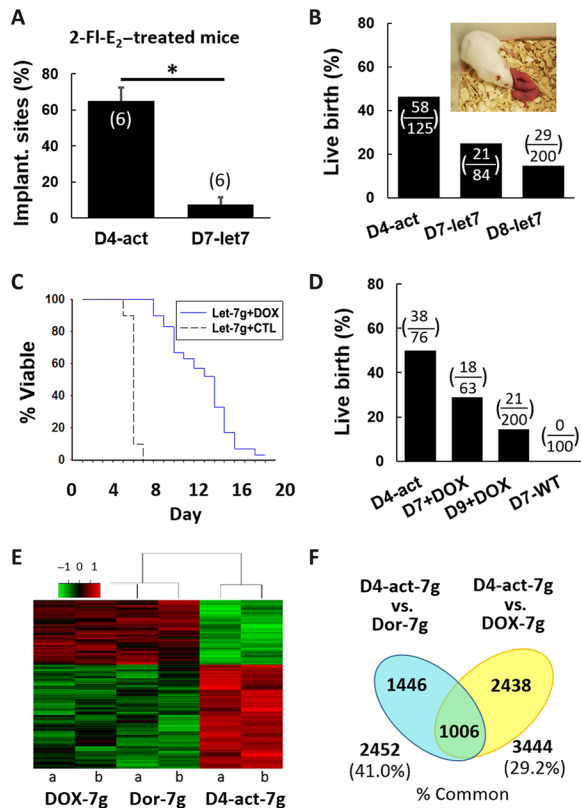 A
2-Fl-E₂–treated mice
Implant. sites (%)
100
80
60
40
20
0
*
(6)
(6)
D4-act
D7-let7
B
Live birth (%)
80
60
40
20
0
(58/125)
(21/84)
(29/200)
D4-act
D7-let7
D8-let7
C
% Viable
100
80
60
40
20
0
Let-7g+DOX
Let-7g+CTL
0 4 8 12 16 20
Day
D
Live birth (%)
80
60
40
20
0
(38/76)
(18/63)
(21/200)
(0/100)
D4-act
D7+DOX
D9+DOX
D7-WT
E
−1 0 1
a b a b a b
DOX-7g Dor-7g D4-act-7g
F
D4-act-7g
vs.
Dor-7g
D4-act-7g
vs.
DOX-7g
1446
2438
1006
2452
(41.0%)
3444
(29.2%)
% Common